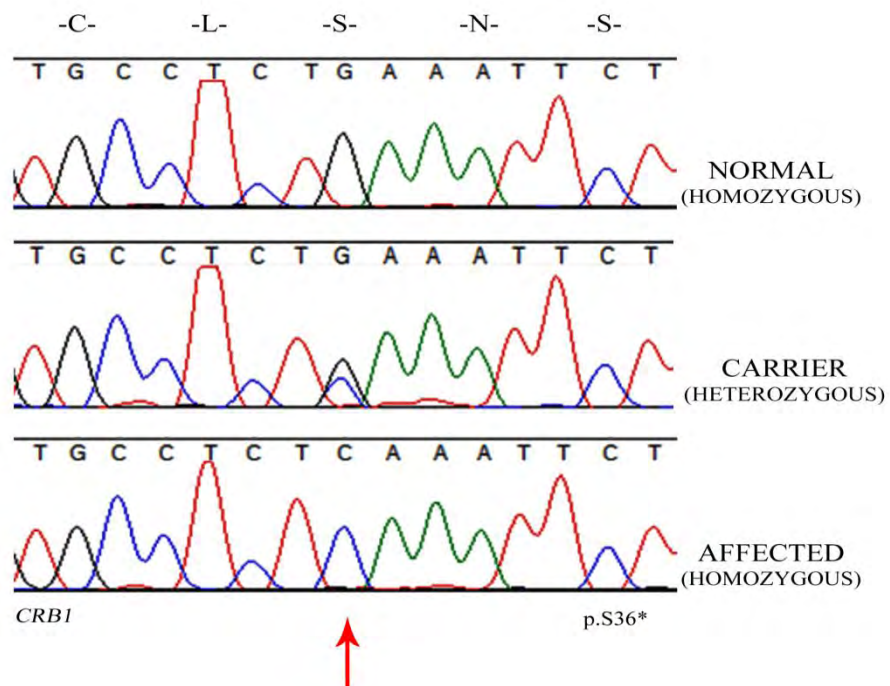 -C- -L- -S- -N- -S-
T G C C T C T G A A A T T C T
NORMAL
(HOMOZYGOUS)
T G C C T C T G A A A T T C T
CARRIER
(HETEROZYGOUS)
T G C C T C T C A A A T T C T
AFFECTED
(HOMOZYGOUS)
CRB1 p.S36*